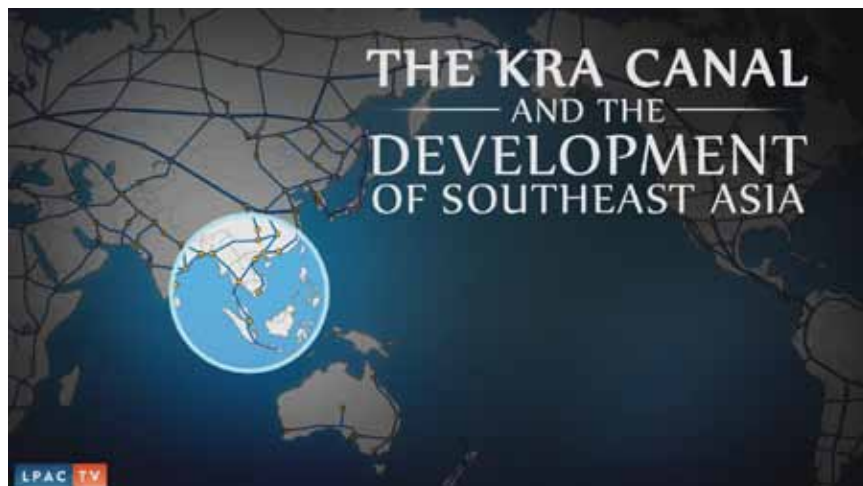 THE KRA CANAL
AND THE
DEVELOPMENT
OF SOUTHEAST ASIA
LPAC TV